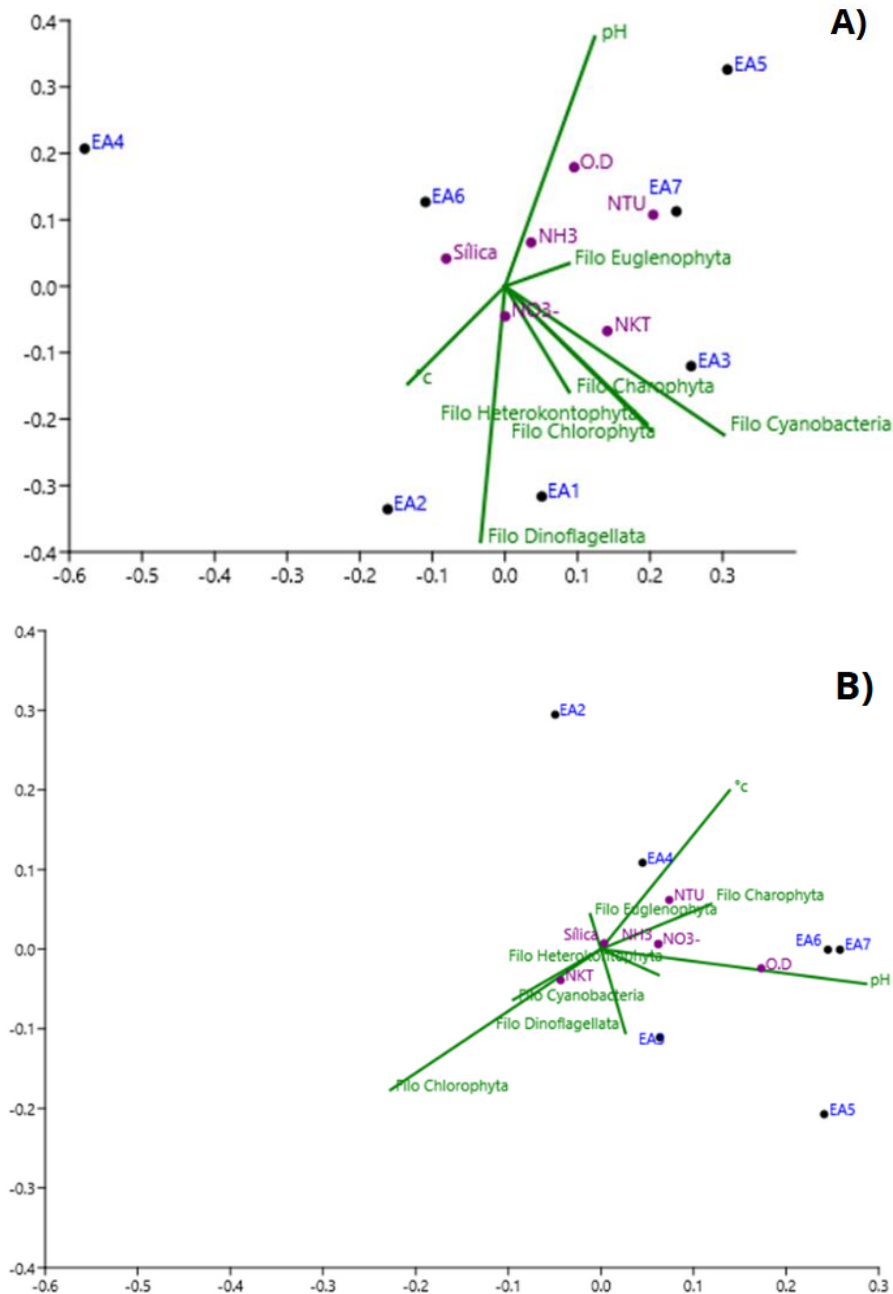 A)
0.4
pH
EA5
0.3
EA4
0.2
O.D
EA7
EA6
NTU
0.1
NH3
Sílica
Filo Euglenophyta
0.0
NO3-
NKT
-0.1
EA3
°c
Filo Charophyta
-0.2
Filo Heterokontophyta
Filo Cyanobacteria
Filo Chlorophyta
-0.3
EA1
EA2
Filo Dinoflagellata
-0.4
-0.6 -0.5 -0.4 -0.3 -0.2 -0.1 0.0 0.1 0.2 0.3
0.4
B)
0.3
EA2
0.2
°c
0.1
EA4
NTU
Filo Charophyta
Filo Euglenophyta
Sílica
NH3
NO3-
EA6
EA7
0.0
Filo Heterokontophyta
O.D
NKT
pH
Filo Cyanobacteria
Filo Dinoflagellata
-0.1
Filo Chlorophyta
-0.2
EA5
-0.3
-0.4
-0.6 -0.5 -0.3 -0.2 -0.1 0.0 0.1 0.2 0.3